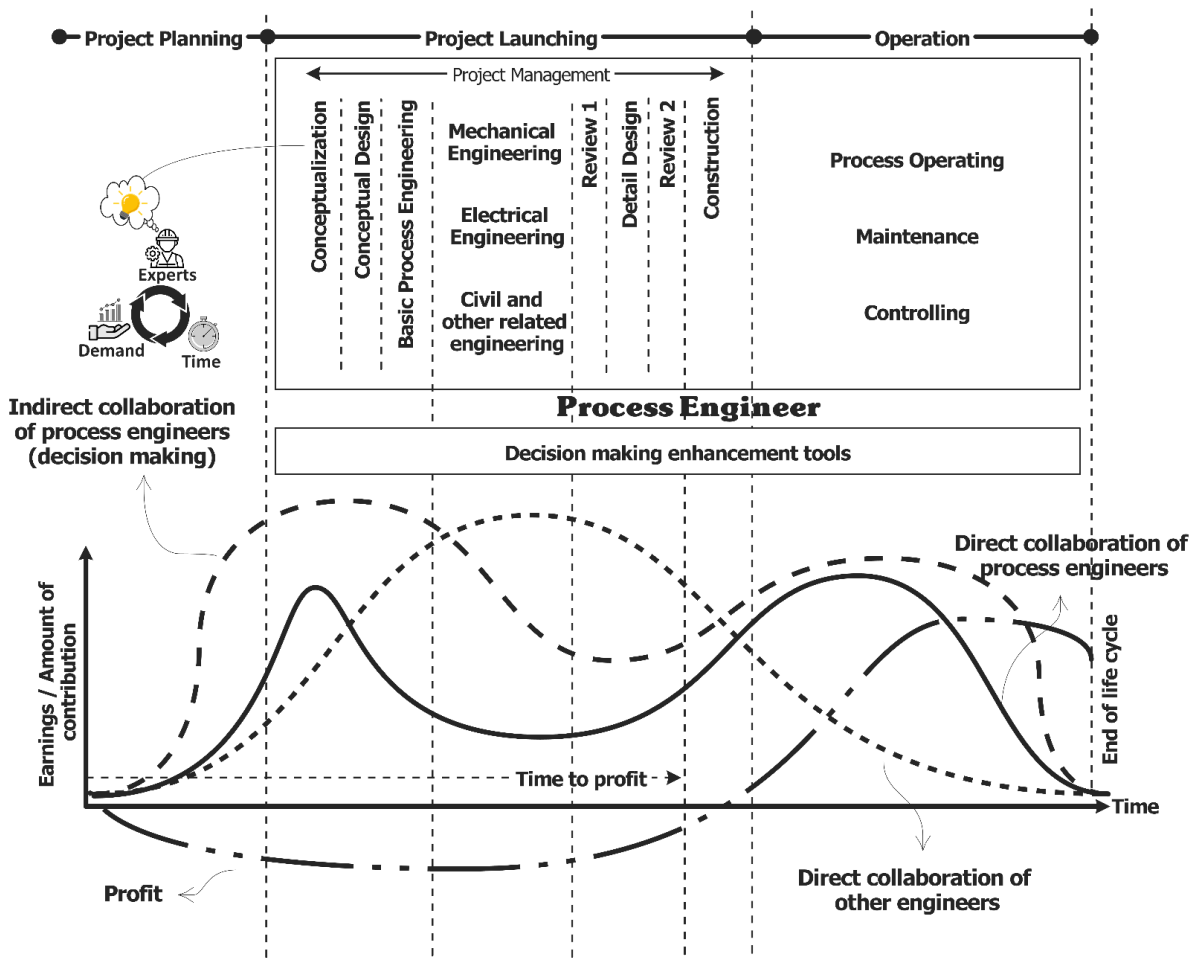 Project Planning
Project Launching
Operation
Project Management
Conceptualization
Conceptual Design
Basic Process Engineering
Mechanical
Engineering
Electrical
Engineering
Civil and
other related
engineering
Review 1
Detail Design
Review 2
Construction
Process Operating
Maintenance
Controlling
Experts
Demand
Time
Process Engineer
Decision making enhancement tools
Indirect collaboration
of process engineers
(decision making)
Direct collaboration of
process engineers
Earnings / Amount of
contribution
End of life cycle
Time to profit
Time
Profit
Direct collaboration of
other engineers